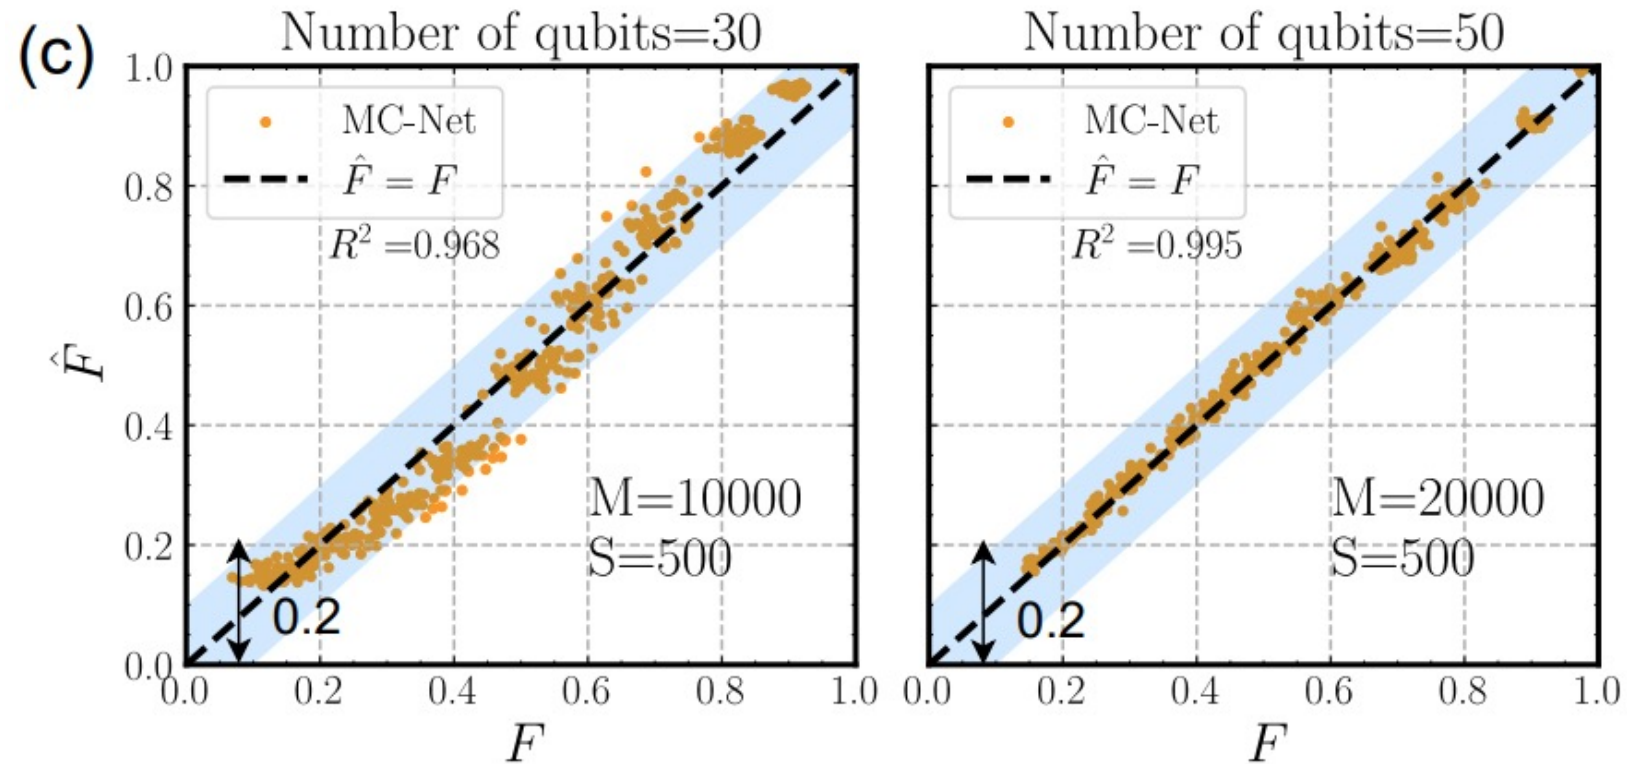 (c)
Number of qubits=30
1.0
0.8
0.6
0.4
0.2
0.0
F̂
MC-Net
F̂ = F
R² =0.968
M=10000
S=500
0.2
0.0 0.2 0.4 0.6 0.8 1.0
F
Number of qubits=50
MC-Net
F̂ = F
R² =0.995
M=20000
S=500
0.2
0.0 0.2 0.4 0.6 0.8 1.0
F